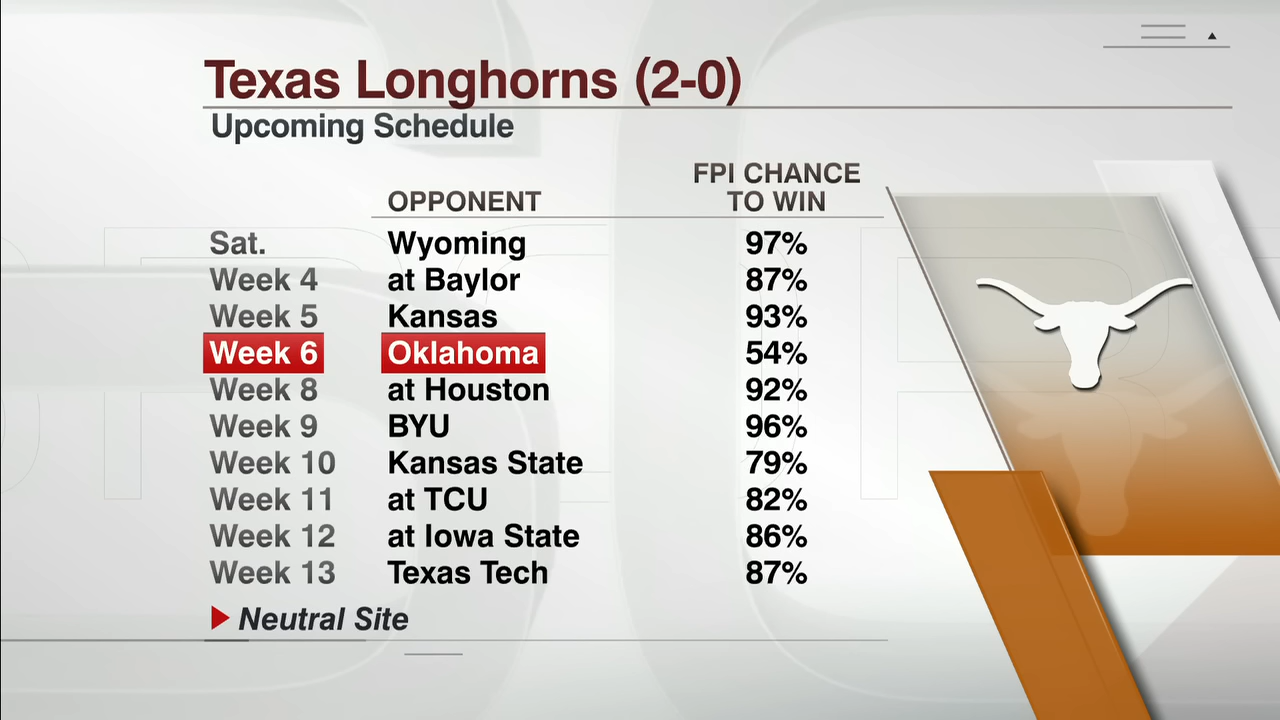 Texas Longhorns (2-0)
Upcoming Schedule
OPPONENT FPI CHANCE TO WIN
Sat. Wyoming 97%
Week 4 at Baylor 87%
Week 5 Kansas 93%
Week 6 Oklahoma 54%
Week 8 at Houston 92%
Week 9 BYU 96%
Week 10 Kansas State 79%
Week 11 at TCU 82%
Week 12 at Iowa State 86%
Week 13 Texas Tech 87%
Neutral Site